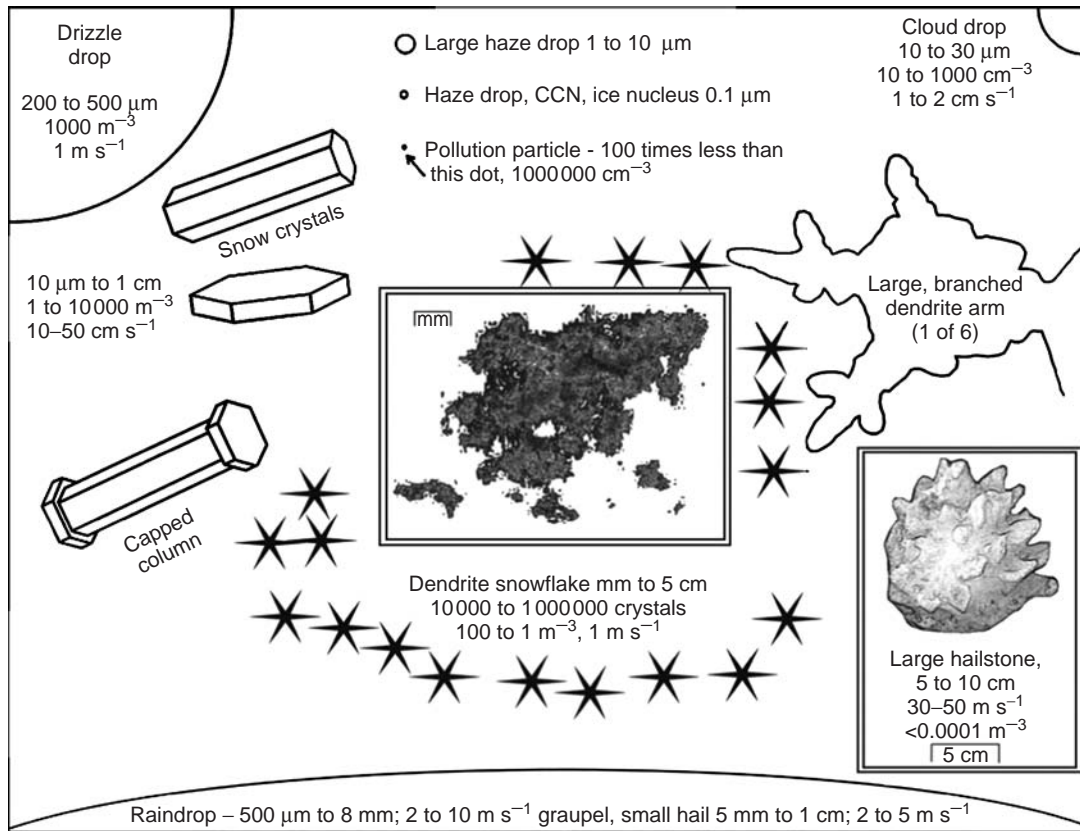 Drizzle
drop
200 to 500 μm
1000 m⁻³
1 m s⁻¹
Large haze drop 1 to 10 μm
Haze drop, CCN, ice nucleus 0.1 μm
Pollution particle - 100 times less than
this dot, 1000000 cm⁻³
Cloud drop
10 to 30 μm
10 to 1000 cm⁻³
1 to 2 cm s⁻¹
Snow crystals
10 μm to 1 cm
1 to 10000 m⁻³
10–50 cm s⁻¹
mm
Large, branched
dendrite arm
(1 of 6)
Capped
column
Dendrite snowflake mm to 5 cm
10000 to 1000000 crystals
100 to 1 m⁻³, 1 m s⁻¹
Large hailstone,
5 to 10 cm
30–50 m s⁻¹
<0.0001 m⁻³
5 cm
Raindrop – 500 μm to 8 mm; 2 to 10 m s⁻¹ graupel, small hail 5 mm to 1 cm; 2 to 5 m s⁻¹